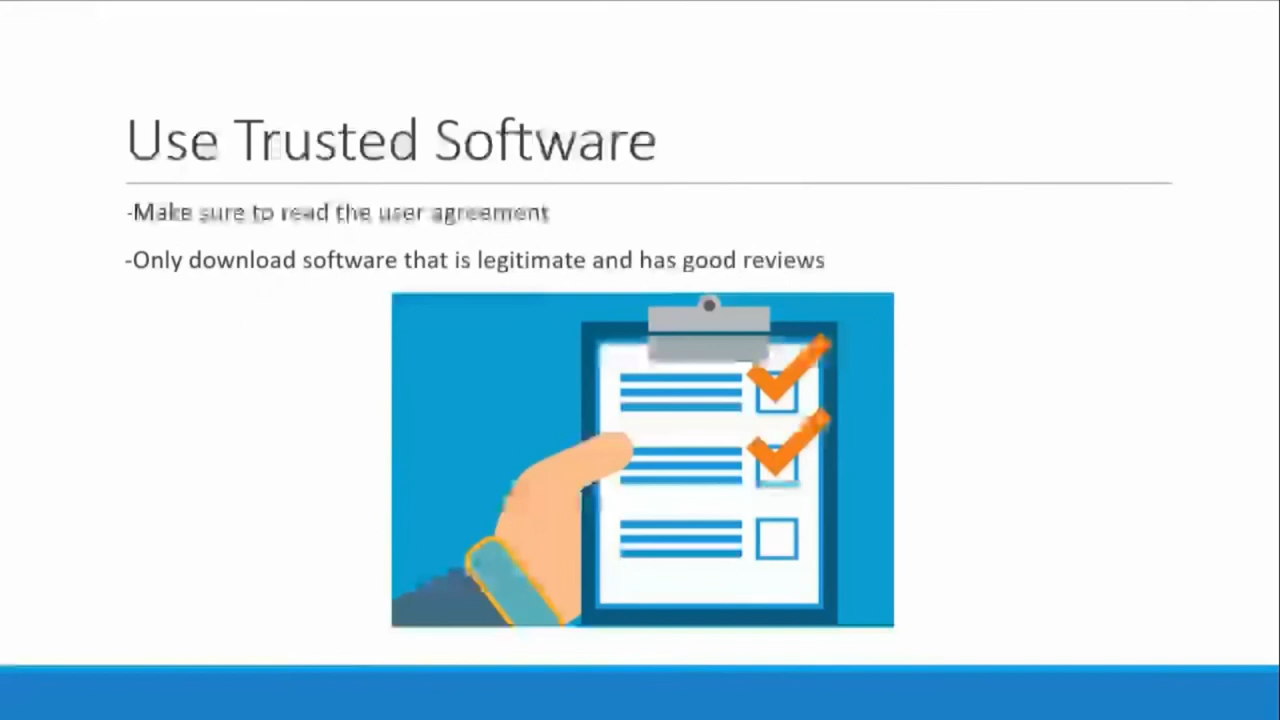 Use Trusted Software
-Make sure to read the user agreement
-Only download software that is legitimate and has good reviews